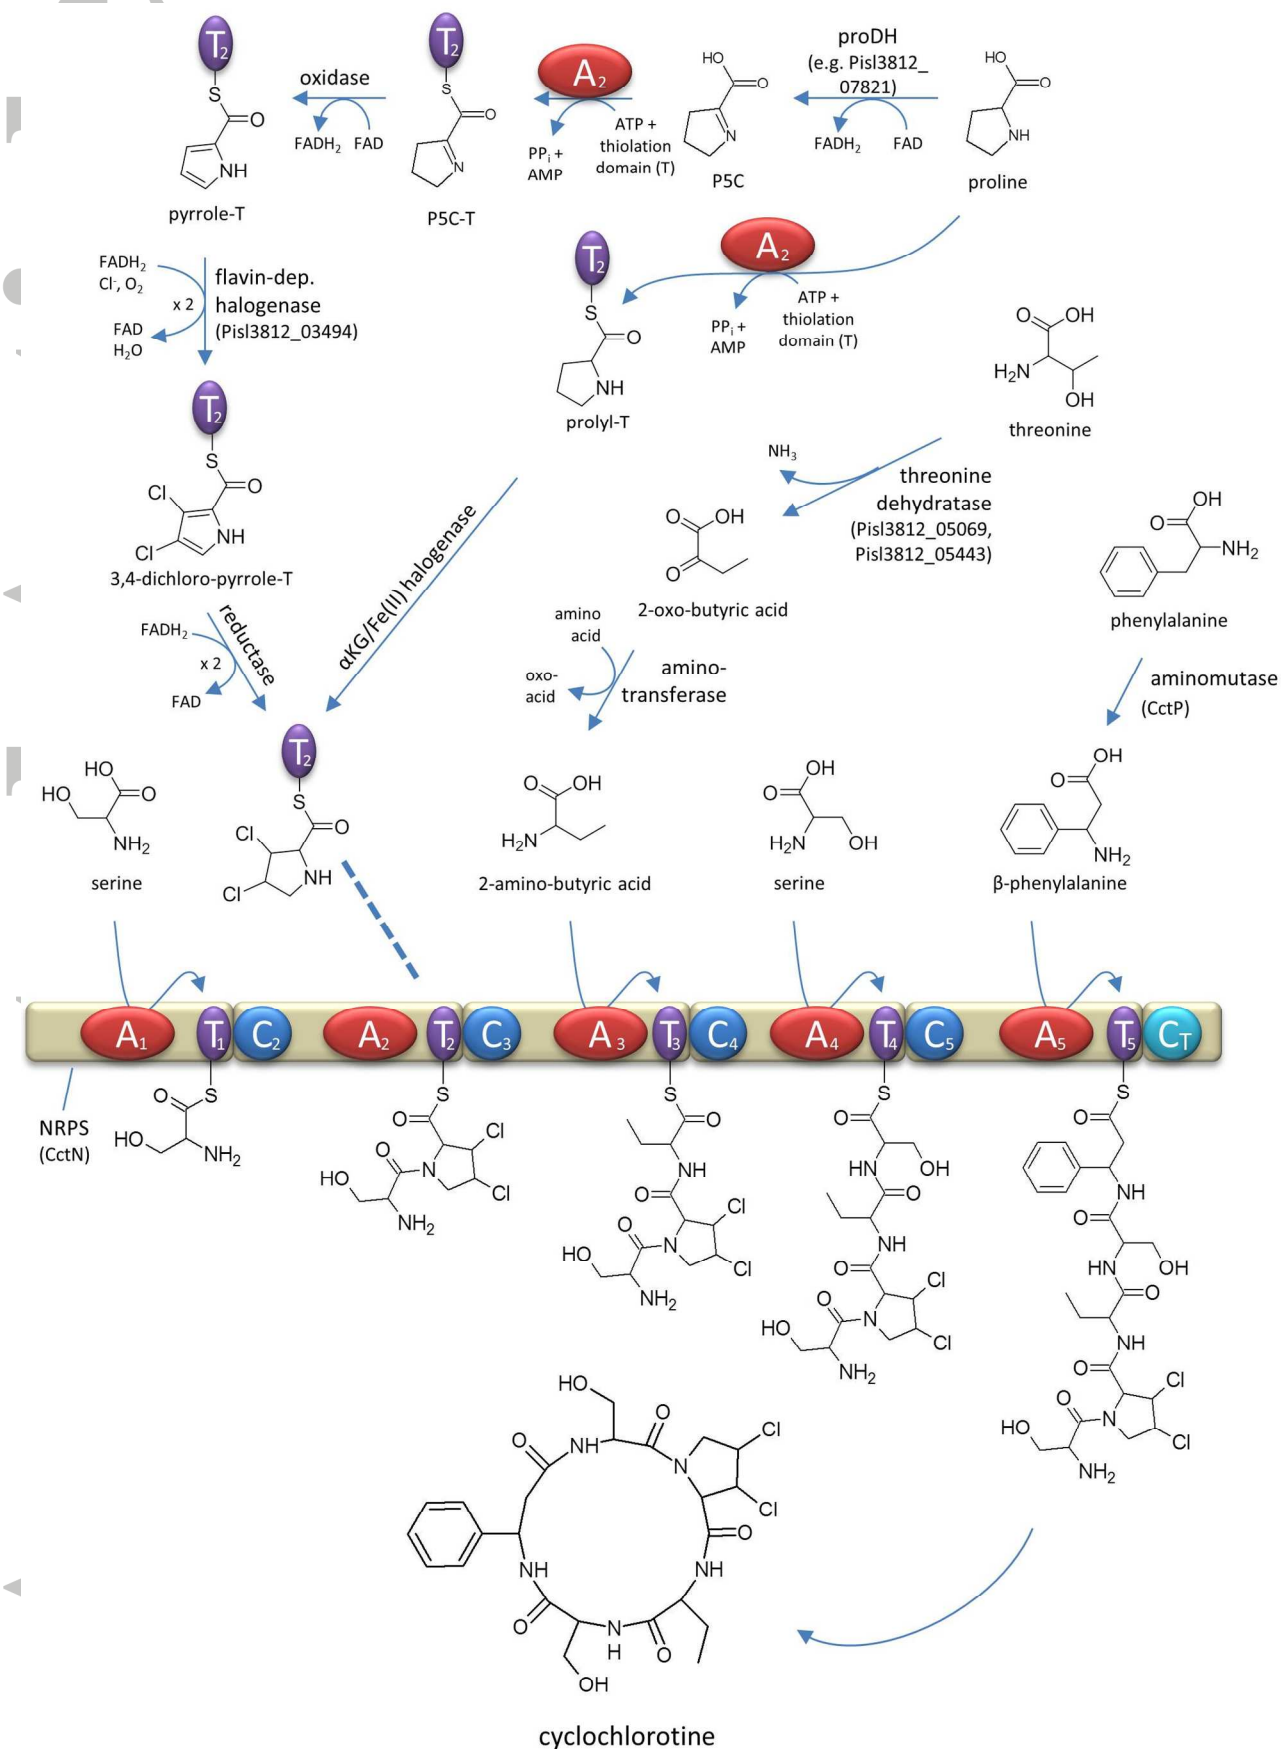 T2
T2
A2
proDH
(e.g. Pisl3812_
07821)
HO
O
NH
proline
FADH2 FAD
HO
O
N
P5C
ATP +
thiolation
domain (T)
PPi +
AMP
S
O
N
P5C-T
oxidase
FADH2 FAD
S
O
NH
pyrrole-T
FADH2
Cl-, O2
x 2
FAD
H2O
flavin-dep.
halogenase
(Pisl3812_03494)
T2
A2
PPi +
AMP
ATP +
thiolation
domain (T)
S
O
NH
prolyl-T
O OH
H2N
OH
threonine
NH3
threonine
dehydratase
(Pisl3812_05069,
Pisl3812_05443)
T2
S
O
Cl
Cl
NH
3,4-dichloro-pyrrole-T
FADH2
x 2
FAD
reductase
αKG/Fe(II) halogenase
O OH
O
2-oxo-butyric acid
amino
acid
oxo-
acid
amino-
transferase
OH
O
NH2
phenylalanine
aminomutase
(CctP)
HO
HO O
NH2
serine
T2
S
O
Cl
Cl
NH
O OH
H2N
2-amino-butyric acid
OH
O
H2N OH
serine
OH
O
NH2
β-phenylalanine
A1 T1 C2 A2 T2 C3 A3 T3 C4 A4 T4 C5 A5 T5 CT
NRPS
(CctN)
O S
HO
NH2
S
O
Cl
O
HO N
Cl
NH2
S
O
NH
O
Cl
O
HO N
Cl
NH2
S
O
HN OH
O
NH
O
Cl
O
HO N
Cl
NH2
S
O
NH
O
HN OH
O
NH
O
Cl
O
HO N
Cl
NH2
HO
O
O NH
Cl
N
Cl
O
NH
NH
O
N
H
O
OH
cyclochlorotine